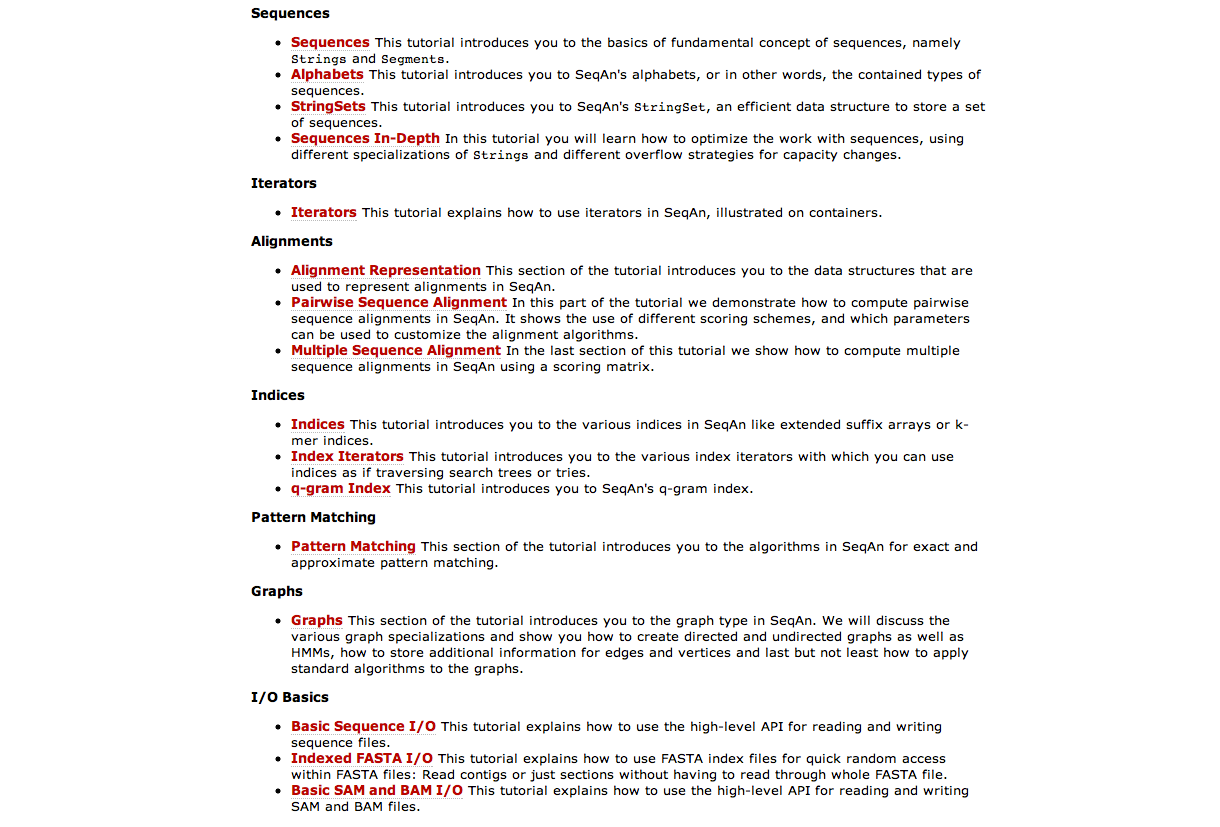 Sequences
Sequences This tutorial introduces you to the basics of fundamental concept of sequences, namely
Strings and Segments.
Alphabets This tutorial introduces you to SeqAn's alphabets, or in other words, the contained types of
sequences.
StringSets This tutorial introduces you to SeqAn's StringSet, an efficient data structure to store a set
of sequences.
Sequences In-Depth In this tutorial you will learn how to optimize the work with sequences, using
different specializations of Strings and different overflow strategies for capacity changes.
Iterators
Iterators This tutorial explains how to use iterators in SeqAn, illustrated on containers.
Alignments
Alignment Representation This section of the tutorial introduces you to the data structures that are
used to represent alignments in SeqAn.
Pairwise Sequence Alignment In this part of the tutorial we demonstrate how to compute pairwise
sequence alignments in SeqAn. It shows the use of different scoring schemes, and which parameters
can be used to customize the alignment algorithms.
Multiple Sequence Alignment In the last section of this tutorial we show how to compute multiple
sequence alignments in SeqAn using a scoring matrix.
Indices
Indices This tutorial introduces you to the various indices in SeqAn like extended suffix arrays or k-
mer indices.
Index Iterators This tutorial introduces you to the various index iterators with which you can use
indices as if traversing search trees or tries.
q-gram Index This tutorial introduces you to SeqAn's q-gram index.
Pattern Matching
Pattern Matching This section of the tutorial introduces you to the algorithms in SeqAn for exact and
approximate pattern matching.
Graphs
Graphs This section of the tutorial introduces you to the graph type in SeqAn. We will discuss the
various graph specializations and show you how to create directed and undirected graphs as well as
HMMs, how to store additional information for edges and vertices and last but not least how to apply
standard algorithms to the graphs.
I/O Basics
Basic Sequence I/O This tutorial explains how to use the high-level API for reading and writing
sequence files.
Indexed FASTA I/O This tutorial explains how to use FASTA index files for quick random access
within FASTA files: Read contigs or just sections without having to read through whole FASTA file.
Basic SAM and BAM I/O This tutorial explains how to use the high-level API for reading and writing
SAM and BAM files.